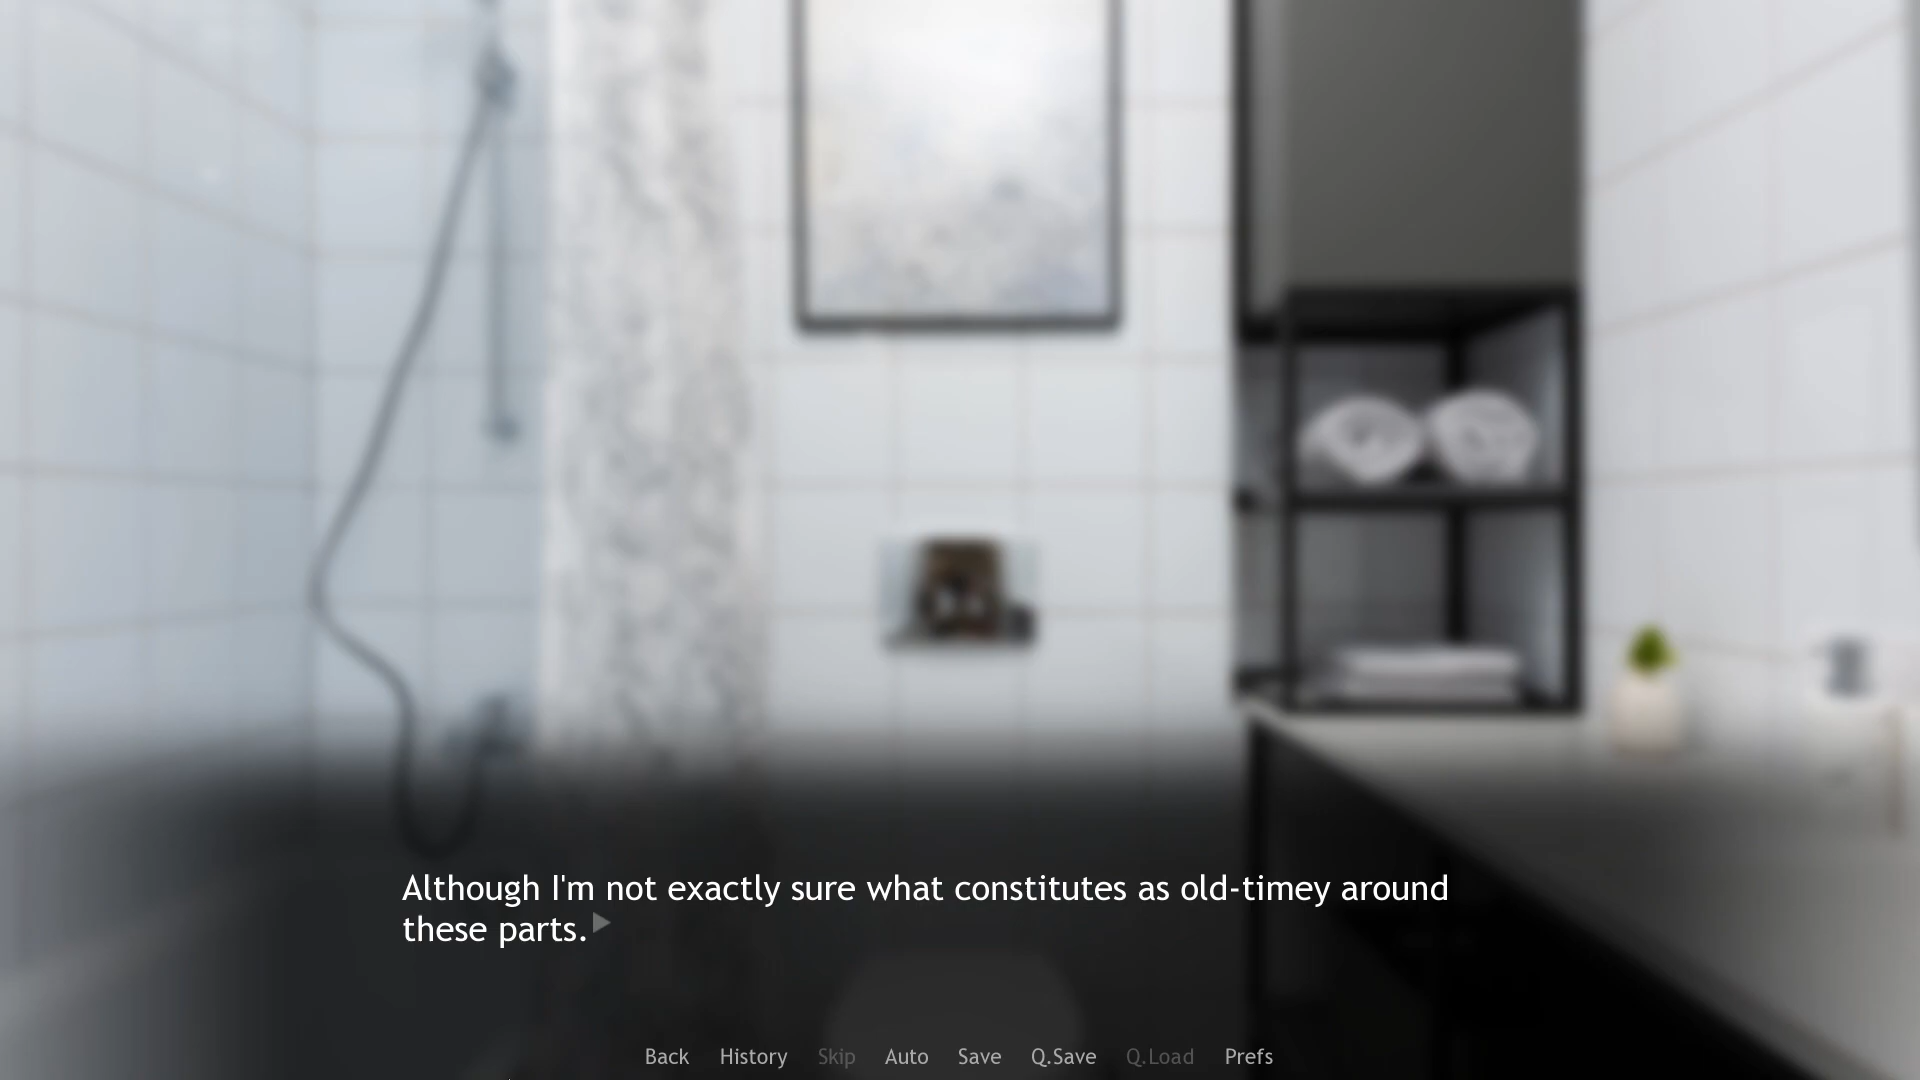 Although I'm not exactly sure what constitutes as old-timey around
these parts.
Back History Skip Auto Save Q.Save Q.Load Prefs